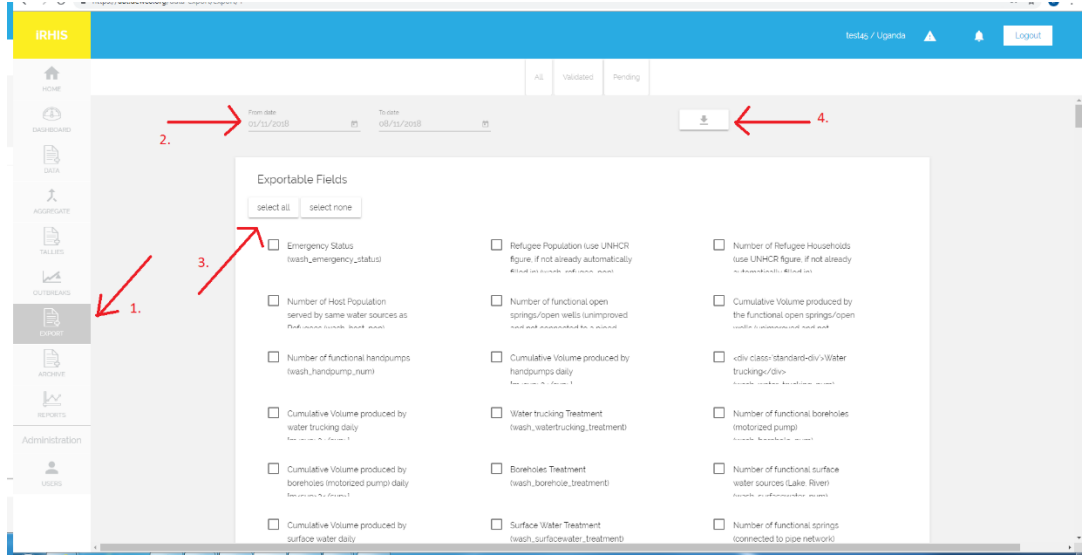 iRHIS
test45 / Uganda
Logout
HOME
DASHBOARD
DATA
AGGREGATE
TALLIES
OUTBREAKS
EXPORT
ARCHIVE
REPORTS
Administration
USERS
All Validated Pending
From date
01/11/2018
To date
08/11/2018
1.
2.
3.
4.
Exportable Fields
select all select none
Emergency Status
(wash_emergency_status)
Refugee Population (use UNHCR
figure, if not already automatically
Number of Refugee Households
(use UNHCR figure, if not already
Number of Host Population
served by same water sources as
Number of functional open
springs/open wells (unimproved
Cumulative Volume produced by
the functional open springs/open
Number of functional handpumps
(wash_handpump_num)
Cumulative Volume produced by
handpumps daily
<div class='standard-div'>Water
trucking</div>
Cumulative Volume produced by
water trucking daily
Water trucking Treatment
(wash_watertrucking_treatment)
Number of functional boreholes
(motorized pump)
Cumulative Volume produced by
boreholes (motorized pump) daily
Boreholes Treatment
(wash_borehole_treatment)
Number of functional surface
water sources (Lake, River)
Cumulative Volume produced by
surface water daily
Surface Water Treatment
(wash_surfacewater_treatment)
Number of functional springs
(connected to pipe network)